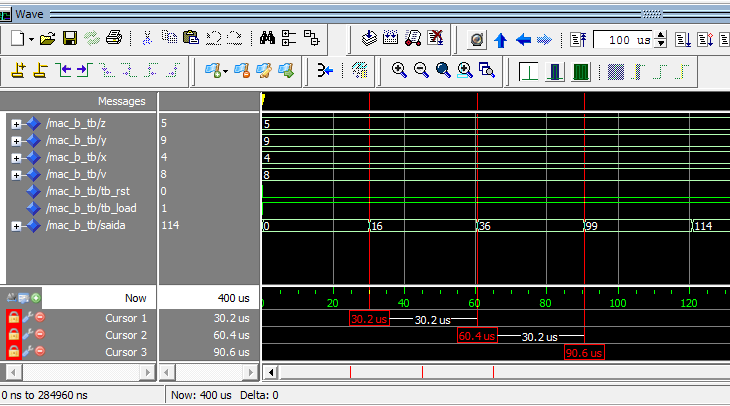 Wave
100 us
Messages
/mac_b_tb/z 5 5
/mac_b_tb/y 9 9
/mac_b_tb/x 4 4
/mac_b_tb/v 8 8
/mac_b_tb/tb_rst 0
/mac_b_tb/tb_load 1
/mac_b_tb/saida 114 0 16 36 99 114
Now 400 us 20 40 60 80 100 120
Cursor 1 30.2 us 30.2 us 30.2 us
Cursor 2 60.4 us 60.4 us 30.2 us
Cursor 3 90.6 us 90.6 us
0 ns to 284960 ns Now: 400 us Delta: 0